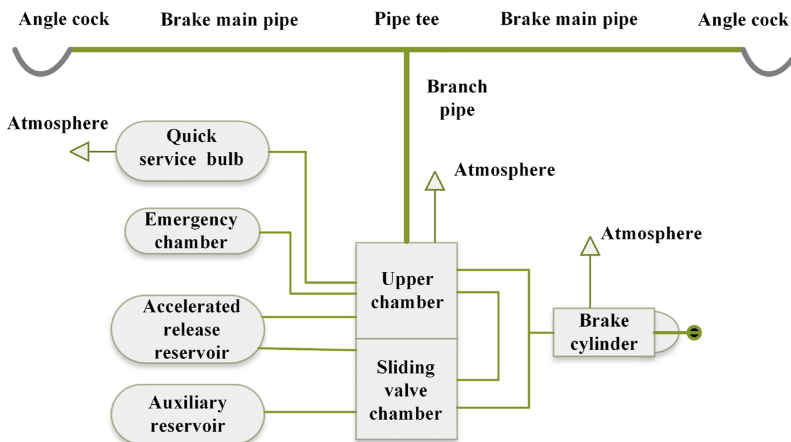 Angle cock
Brake main pipe
Pipe tee
Brake main pipe
Angle cock
Branch
pipe
Atmosphere
Quick
service bulb
Atmosphere
Emergency
chamber
Atmosphere
Upper
chamber
Accelerated
release
reservoir
Brake
cylinder
Sliding
valve
chamber
Auxiliary
reservoir